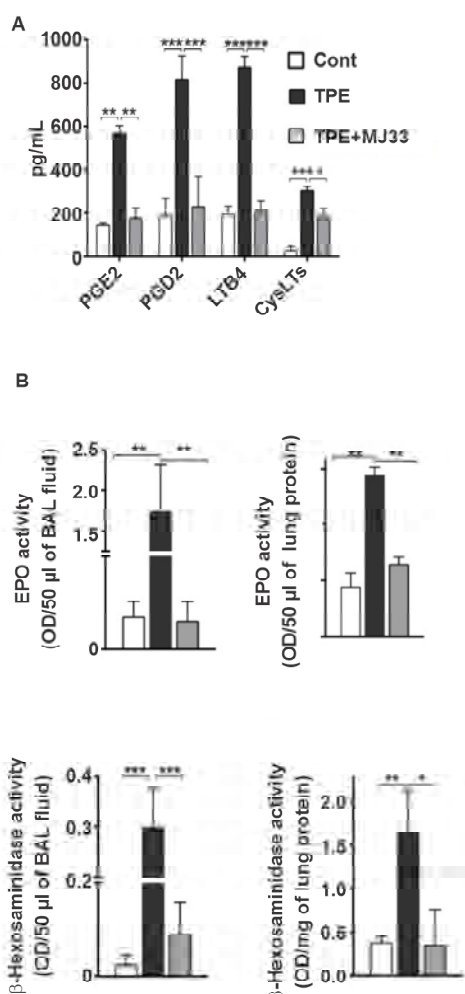 A
1000
800
600
400
200
0
pg/mL
*** *** *** ***
** **
Cont
TPE
TPE+MJ33
PGE2
PGD2
LTB4
CysLTs
B
EPO activity
(OD/50 µl of BAL fluid)
2.5
2.0
1.5
0
** **
EPO activity
(OD/50 µl of lung protein)
** **
β-Hexosaminidase activity
(OD/50 µl of BAL fluid)
0.4
0.3
0.2
0
*** ***
β-Hexosaminidase activity
(OD/mg of lung protein)
2.0
1.5
1.0
0.5
0.0
** *